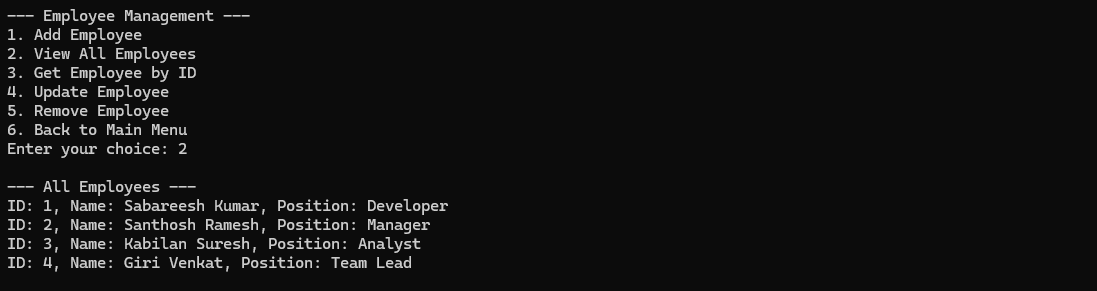 --- Employee Management ---
1. Add Employee
2. View All Employees
3. Get Employee by ID
4. Update Employee
5. Remove Employee
6. Back to Main Menu
Enter your choice: 2
--- All Employees ---
ID: 1, Name: Sabareesh Kumar, Position: Developer
ID: 2, Name: Santhosh Ramesh, Position: Manager
ID: 3, Name: Kabilan Suresh, Position: Analyst
ID: 4, Name: Giri Venkat, Position: Team Lead